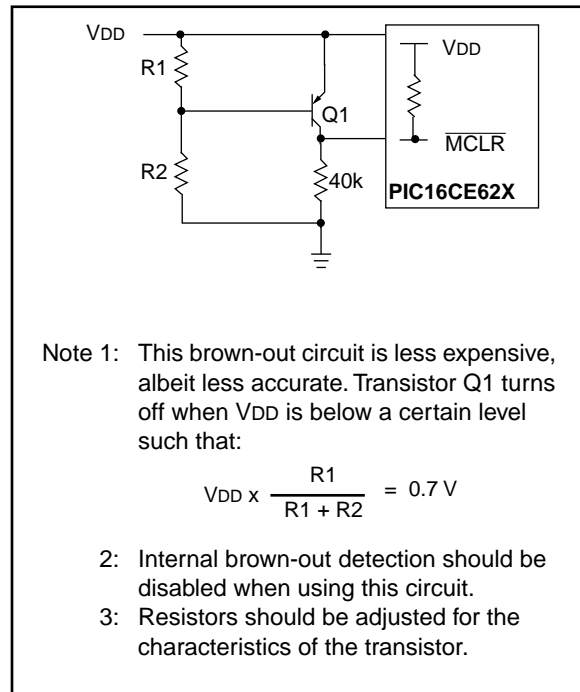 VDD
VDD
R1
Q1
MCLR
R2
40k
PIC16CE62X
Note 1: This brown-out circuit is less expensive,
albeit less accurate. Transistor Q1 turns
off when VDD is below a certain level
such that:
VDD x R1 / R1 + R2 = 0.7 V
2: Internal brown-out detection should be
disabled when using this circuit.
3: Resistors should be adjusted for the
characteristics of the transistor.